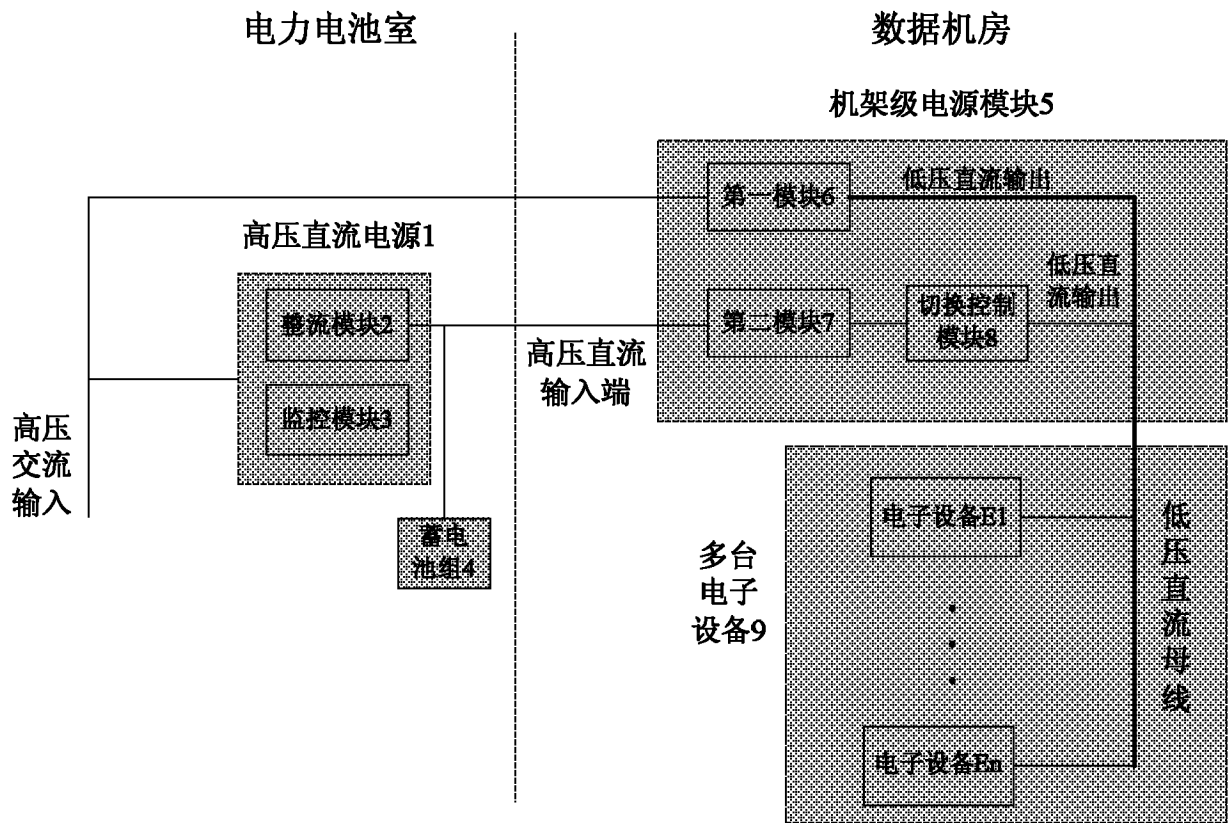 电力电池室
数据机房
机架级电源模块5
第一模块6
低压直流输出
高压直流电源1
整流模块2
监控模块3
高压直流
输入端
第二模块7
切换控制
模块8
低压直
流输出
高压
交流
输入
蓄电
池组4
多台
电子
设备9
电子设备E1
电子设备En
低
压
直
流
母
线